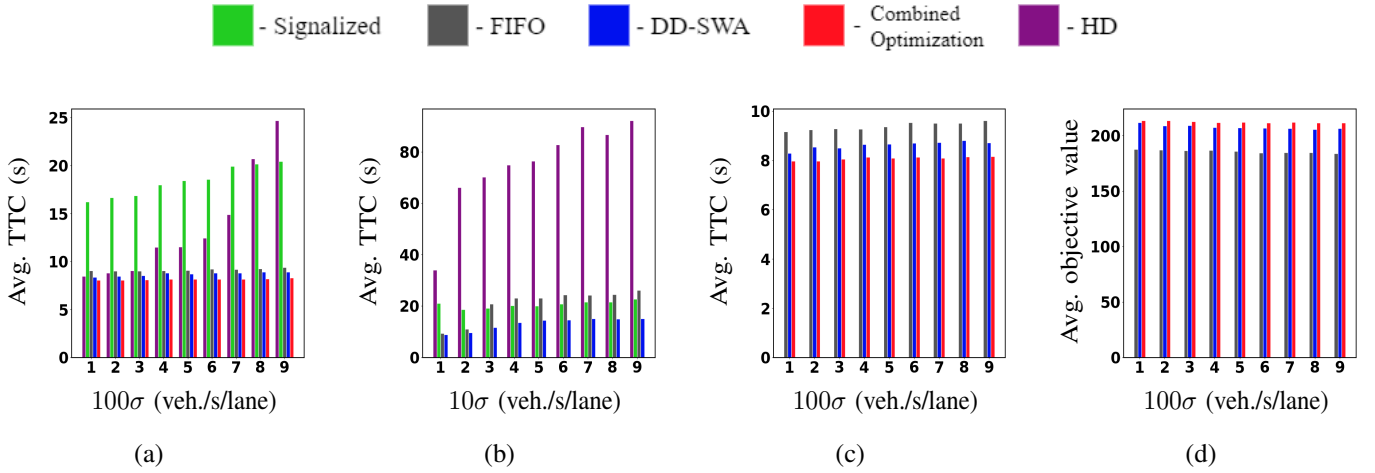 - Signalized - FIFO - DD-SWA - Combined Optimization - HD
Avg. TTC (s)
25
20
15
10
5
0
1 2 3 4 5 6 7 8 9
100σ (veh./s/lane)
(a)
Avg. TTC (s)
80
60
40
20
0
1 2 3 4 5 6 7 8 9
10σ (veh./s/lane)
(b)
Avg. TTC (s)
10
8
6
4
2
0
1 2 3 4 5 6 7 8 9
100σ (veh./s/lane)
(c)
Avg. objective value
200
150
100
50
0
1 2 3 4 5 6 7 8 9
100σ (veh./s/lane)
(d)